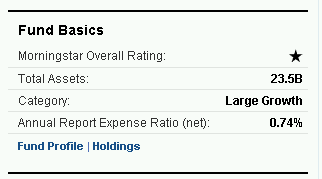 Fund Basics
Morningstar Overall Rating: ★
Total Assets: 23.5B
Category: Large Growth
Annual Report Expense Ratio (net): 0.74%
Fund Profile | Holdings